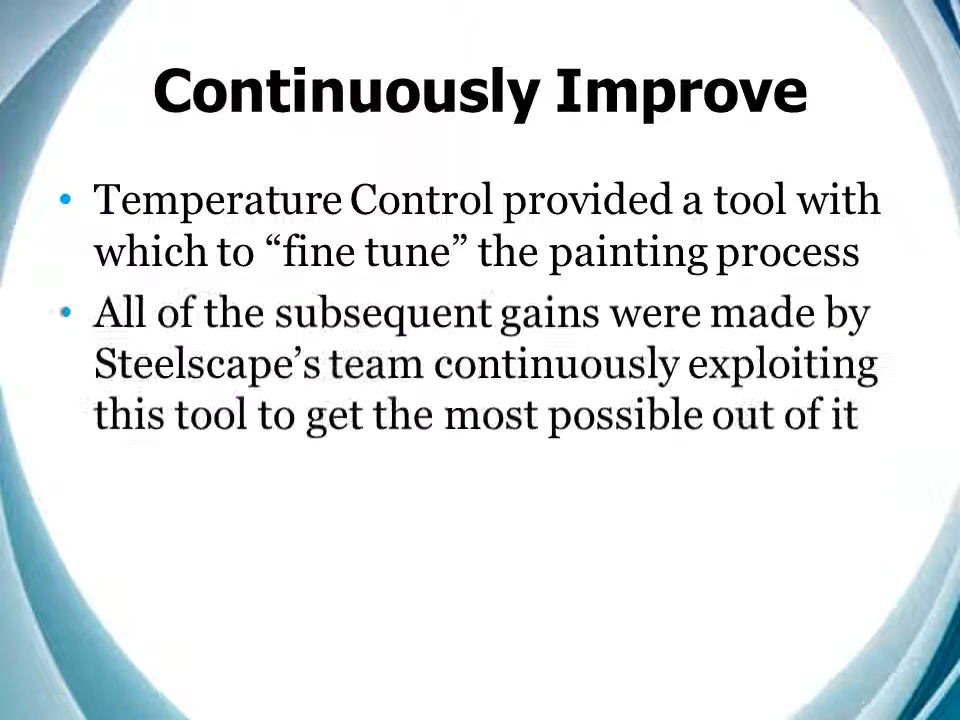 Continuously Improve
• Temperature Control provided a tool with
which to “fine tune” the painting process
• All of the subsequent gains were made by
Steelscape’s team continuously exploiting
this tool to get the most possible out of it